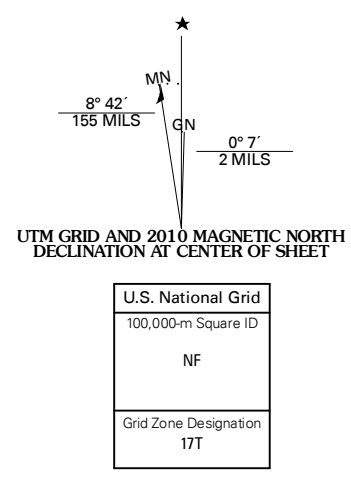 ★
MN
8° 42´
155 MILS
GN
0° 7´
2 MILS
UTM GRID AND 2010 MAGNETIC NORTH
DECLINATION AT CENTER OF SHEET
U.S. National Grid
100,000-m Square ID
NF
Grid Zone Designation
17T